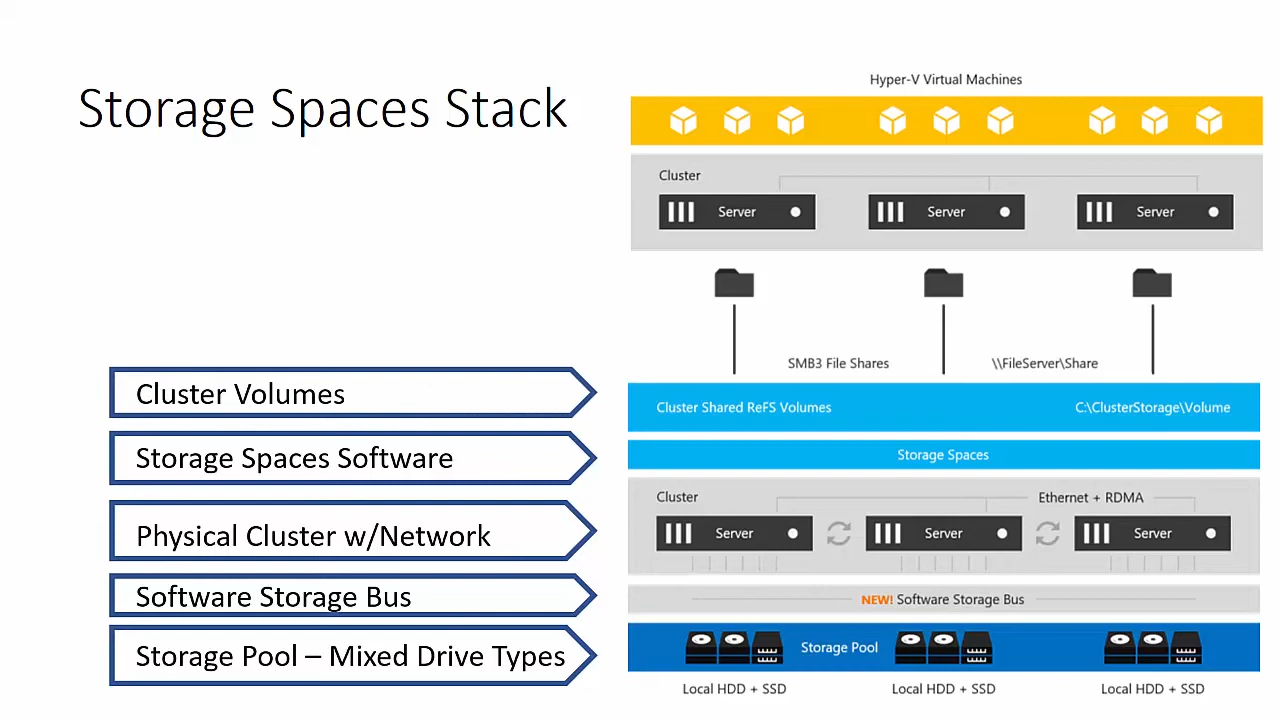 Storage Spaces Stack
Hyper-V Virtual Machines
Cluster
Server
Server
Server
SMB3 File Shares
\\FileServer\Share
Cluster Volumes
Cluster Shared ReFS Volumes
C:\ClusterStorage\Volume
Storage Spaces Software
Storage Spaces
Physical Cluster w/Network
Cluster
Ethernet + RDMA
Server
Server
Server
Software Storage Bus
NEW! Software Storage Bus
Storage Pool – Mixed Drive Types
Storage Pool
Local HDD + SSD
Local HDD + SSD
Local HDD + SSD